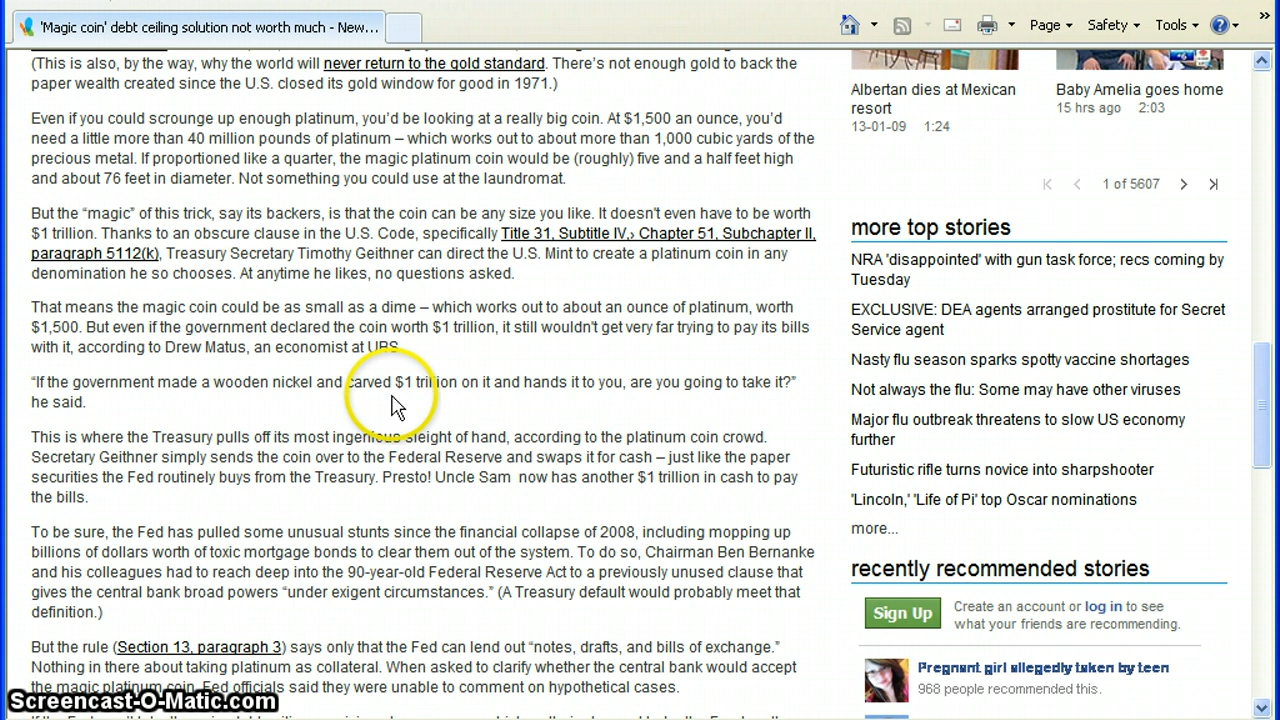 'Magic coin' debt ceiling solution not worth much - New...
Page
Safety
Tools
»
(This is also, by the way, why the world will never return to the gold standard. There's not enough gold to back the
paper wealth created since the U.S. closed its gold window for good in 1971.)
Even if you could scrounge up enough platinum, you'd be looking at a really big coin. At $1,500 an ounce, you'd
need a little more than 40 million pounds of platinum – which works out to about more than 1,000 cubic yards of the
precious metal. If proportioned like a quarter, the magic platinum coin would be (roughly) five and a half feet high
and about 76 feet in diameter. Not something you could use at the laundromat.
But the “magic” of this trick, say its backers, is that the coin can be any size you like. It doesn't even have to be worth
$1 trillion. Thanks to an obscure clause in the U.S. Code, specifically Title 31, Subtitle IV,› Chapter 51, Subchapter II,
paragraph 5112(k), Treasury Secretary Timothy Geithner can direct the U.S. Mint to create a platinum coin in any
denomination he so chooses. At anytime he likes, no questions asked.
That means the magic coin could be as small as a dime – which works out to about an ounce of platinum, worth
$1,500. But even if the government declared the coin worth $1 trillion, it still wouldn't get very far trying to pay its bills
with it, according to Drew Matus, an economist at UBS.
“If the government made a wooden nickel and carved $1 trillion on it and hands it to you, are you going to take it?”
he said.
This is where the Treasury pulls off its most ingenious sleight of hand, according to the platinum coin crowd.
Secretary Geithner simply sends the coin over to the Federal Reserve and swaps it for cash – just like the paper
securities the Fed routinely buys from the Treasury. Presto! Uncle Sam now has another $1 trillion in cash to pay
the bills.
To be sure, the Fed has pulled some unusual stunts since the financial collapse of 2008, including mopping up
billions of dollars worth of toxic mortgage bonds to clear them out of the system. To do so, Chairman Ben Bernanke
and his colleagues had to reach deep into the 90-year-old Federal Reserve Act to a previously unused clause that
gives the central bank broad powers “under exigent circumstances.” (A Treasury default would probably meet that
definition.)
But the rule (Section 13, paragraph 3) says only that the Fed can lend out “notes, drafts, and bills of exchange.”
Nothing in there about taking platinum as collateral. When asked to clarify whether the central bank would accept
the magic platinum coin, Fed officials said they were unable to comment on hypothetical cases.
Albertan dies at Mexican
resort
13-01-09 1:24
Baby Amelia goes home
15 hrs ago 2:03
1 of 5607
more top stories
NRA 'disappointed' with gun task force; recs coming by
Tuesday
EXCLUSIVE: DEA agents arranged prostitute for Secret
Service agent
Nasty flu season sparks spotty vaccine shortages
Not always the flu: Some may have other viruses
Major flu outbreak threatens to slow US economy
further
Futuristic rifle turns novice into sharpshooter
'Lincoln,' 'Life of Pi' top Oscar nominations
more...
recently recommended stories
Sign Up
Create an account or log in to see
what your friends are recommending.
Pregnant girl allegedly taken by teen
968 people recommended this.
Screencast-O-Matic.com